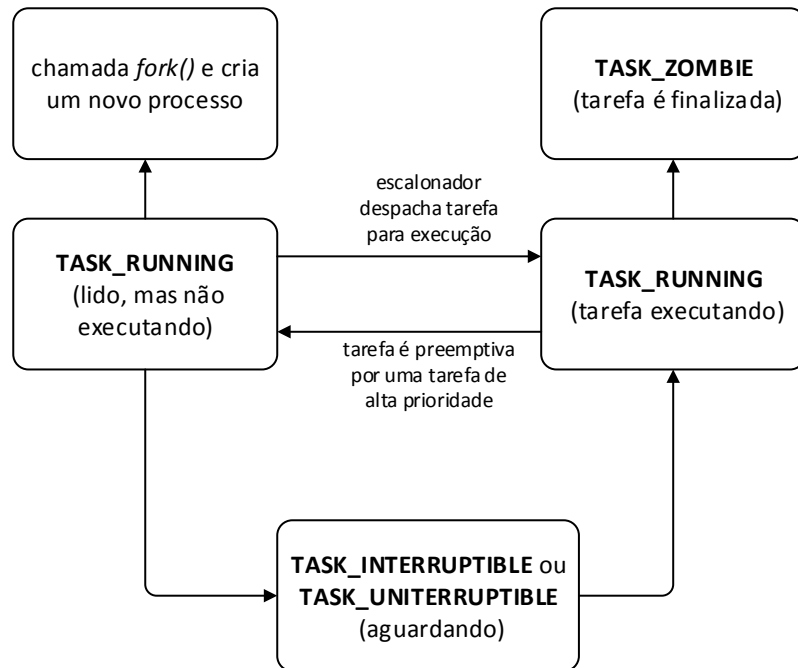 chamada fork() e cria
um novo processo
TASK_ZOMBIE
(tarefa é finalizada)
escalonador
despacha tarefa
para execução
TASK_RUNNING
(lido, mas não
executando)
TASK_RUNNING
(tarefa executando)
tarefa é preemptiva
por uma tarefa de
alta prioridade
TASK_INTERRUPTIBLE ou
TASK_UNITERRUPTIBLE
(aguardando)